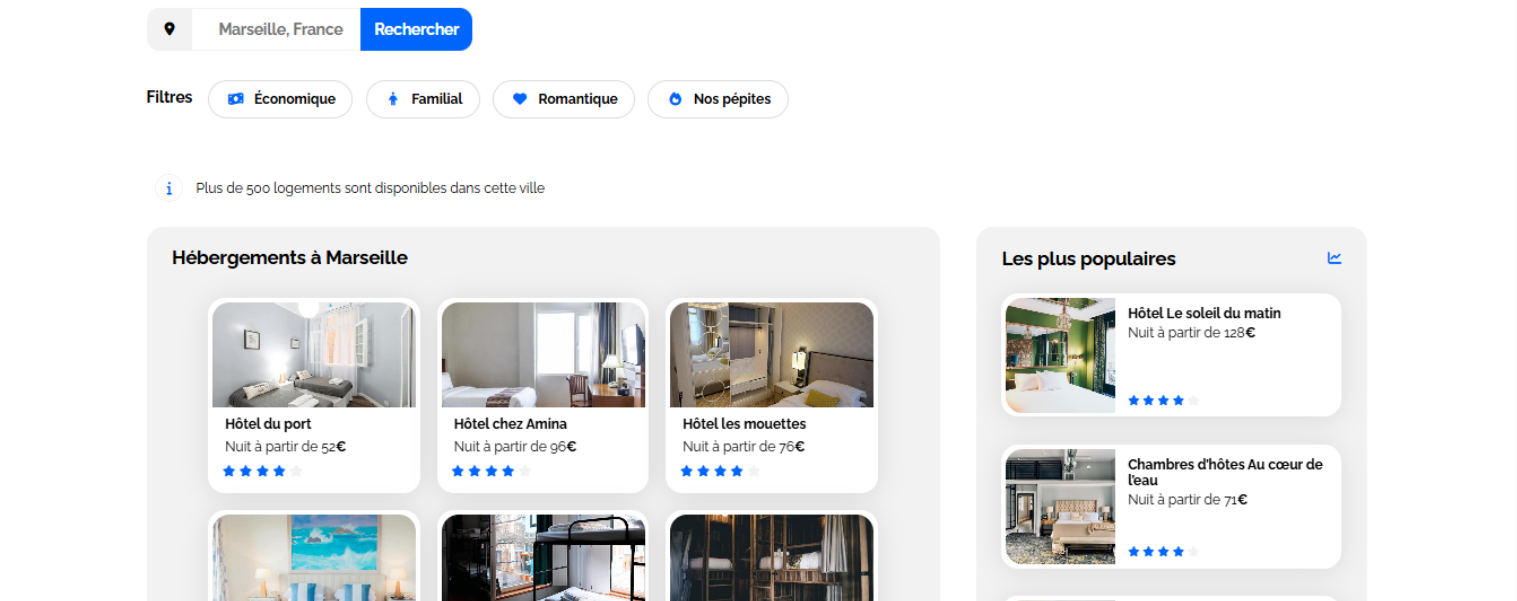 Marseille, France
Rechercher
Filtres
Économique
Familial
Romantique
Nos pépites
Plus de 500 logements sont disponibles dans cette ville
Hébergements à Marseille
Hôtel du port
Nuit à partir de 52€
Hôtel chez Amina
Nuit à partir de 96€
Hôtel les mouettes
Nuit à partir de 76€
Les plus populaires
Hôtel Le soleil du matin
Nuit à partir de 128€
Chambres d'hôtes Au cœur de
l'eau
Nuit à partir de 71€